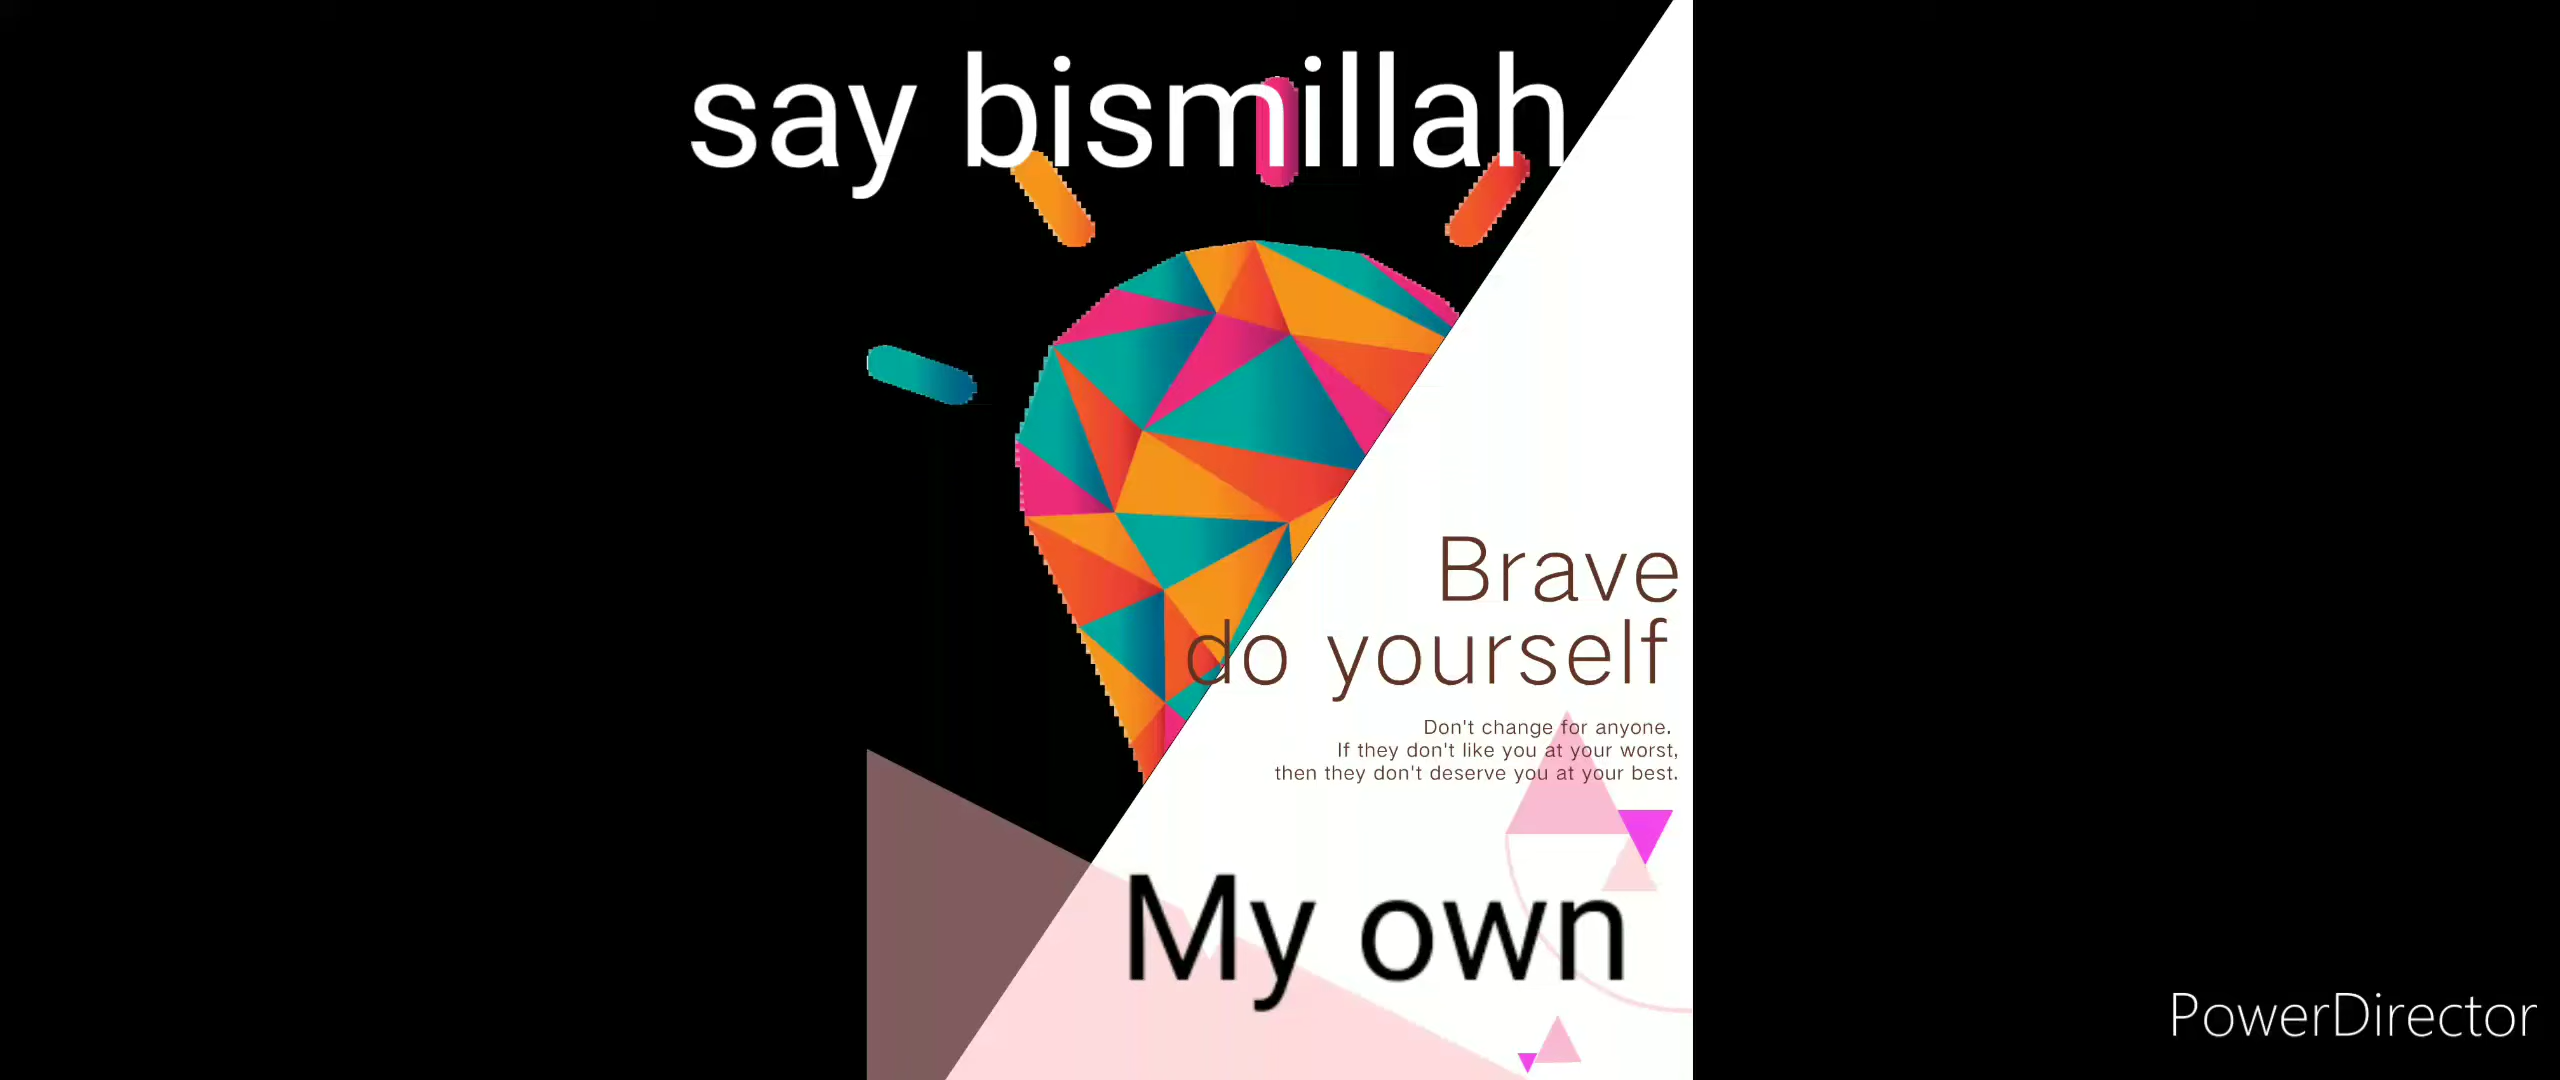 say bismillah
Brave
do yourself
Don't change for anyone.
If they don't like you at your worst,
then they don't deserve you at your best.
My own
PowerDirector